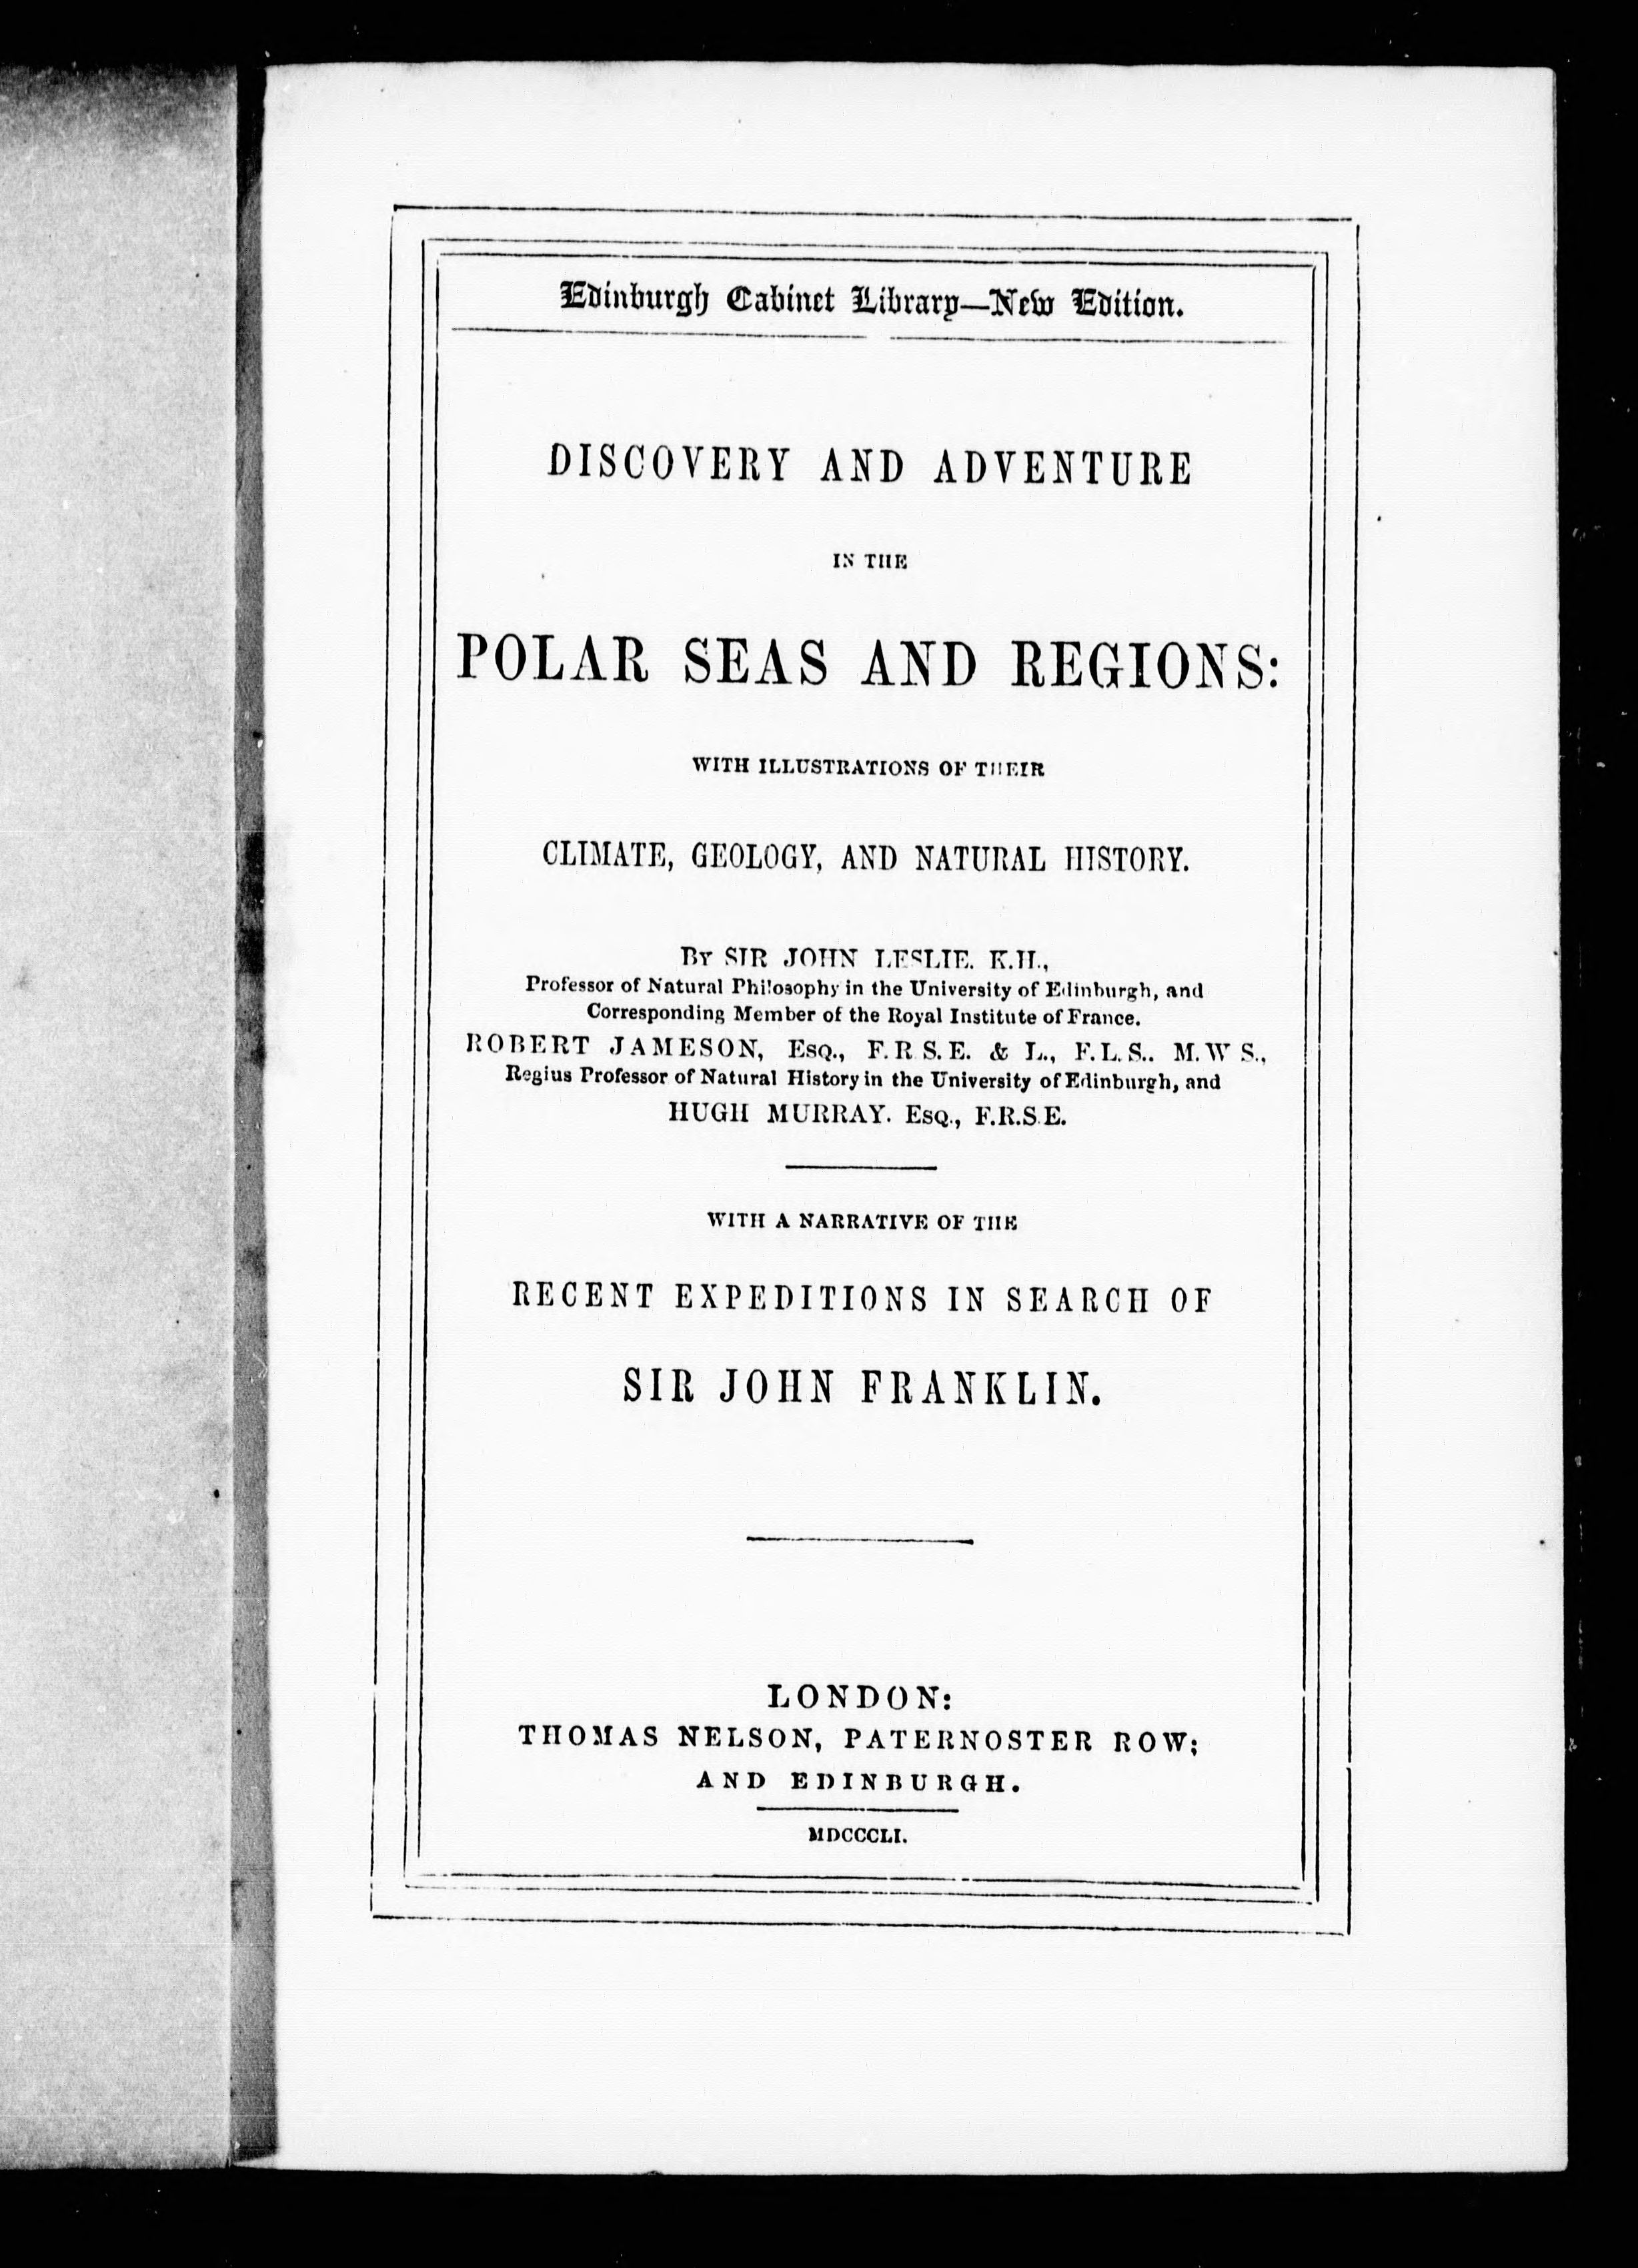 Edinburgh Cabinet Library—New Edition.
DISCOVERY AND ADVENTURE
IN THE
POLAR SEAS AND REGIONS:
WITH ILLUSTRATIONS OF THEIR
CLIMATE, GEOLOGY, AND NATURAL HISTORY.
By SIR JOHN LESLIE. K.H.,
Professor of Natural Philosophy in the University of Edinburgh, and
Corresponding Member of the Royal Institute of France.
ROBERT JAMESON, Esq., F.R S.E. & L., F.L.S.. M.W S.,
Regius Professor of Natural History in the University of Edinburgh, and
HUGH MURRAY. Esq., F.R.S.E.
WITH A NARRATIVE OF THE
RECENT EXPEDITIONS IN SEARCH OF
SIR JOHN FRANKLIN.
LONDON:
THOMAS NELSON, PATERNOSTER ROW;
AND EDINBURGH.
MDCCCLI.